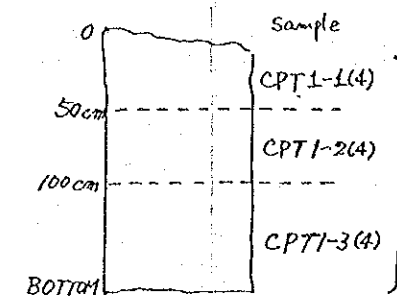 0
Sample
CPT1-1(4)
50cm
CPT1-2(4)
100cm
CPT1-3(4)
BOTTOM